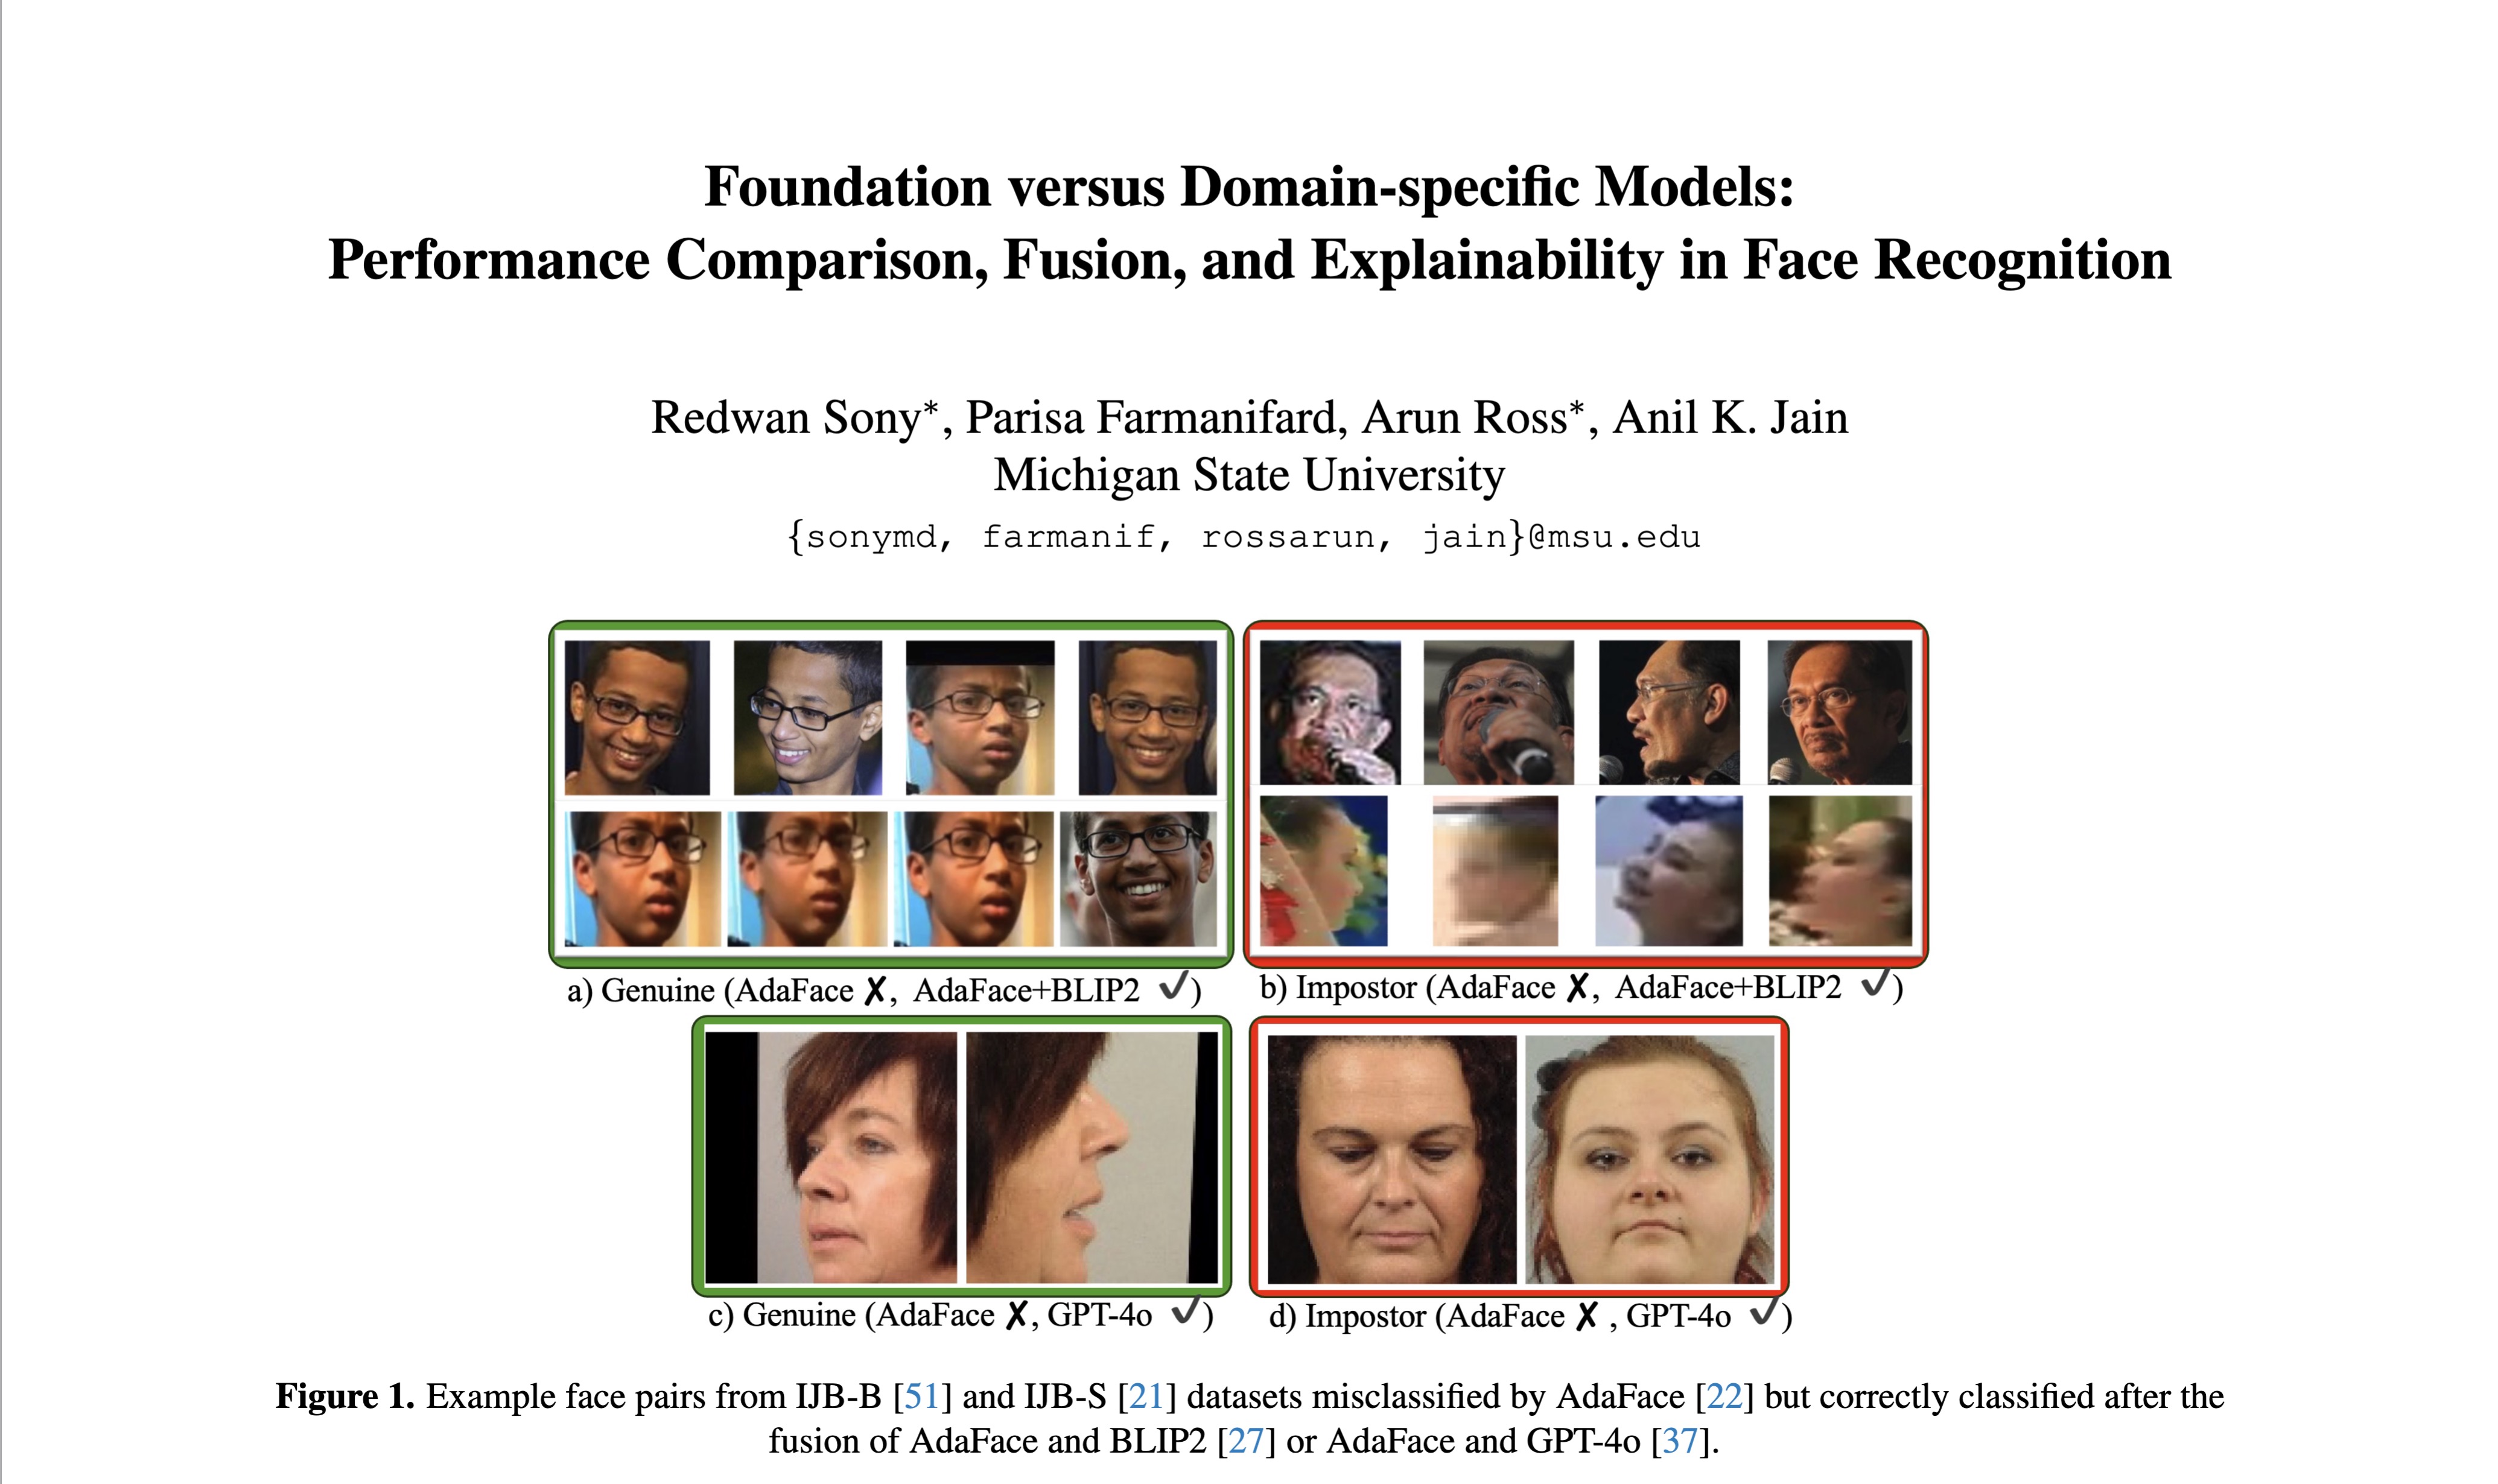 Foundation versus Domain-specific Models:
Performance Comparison, Fusion, and Explainability in Face Recognition
Redwan Sony*, Parisa Farmanifard, Arun Ross*, Anil K. Jain
Michigan State University
{sonymd, farmanif, rossarun, jain}@msu.edu
a) Genuine (AdaFace ✗, AdaFace+BLIP2 ✓)
b) Impostor (AdaFace ✗, AdaFace+BLIP2 ✓)
c) Genuine (AdaFace ✗, GPT-4o ✓)
d) Impostor (AdaFace ✗ , GPT-4o ✓)
Figure 1. Example face pairs from IJB-B [51] and IJB-S [21] datasets misclassified by AdaFace [22] but correctly classified after the
fusion of AdaFace and BLIP2 [27] or AdaFace and GPT-4o [37].